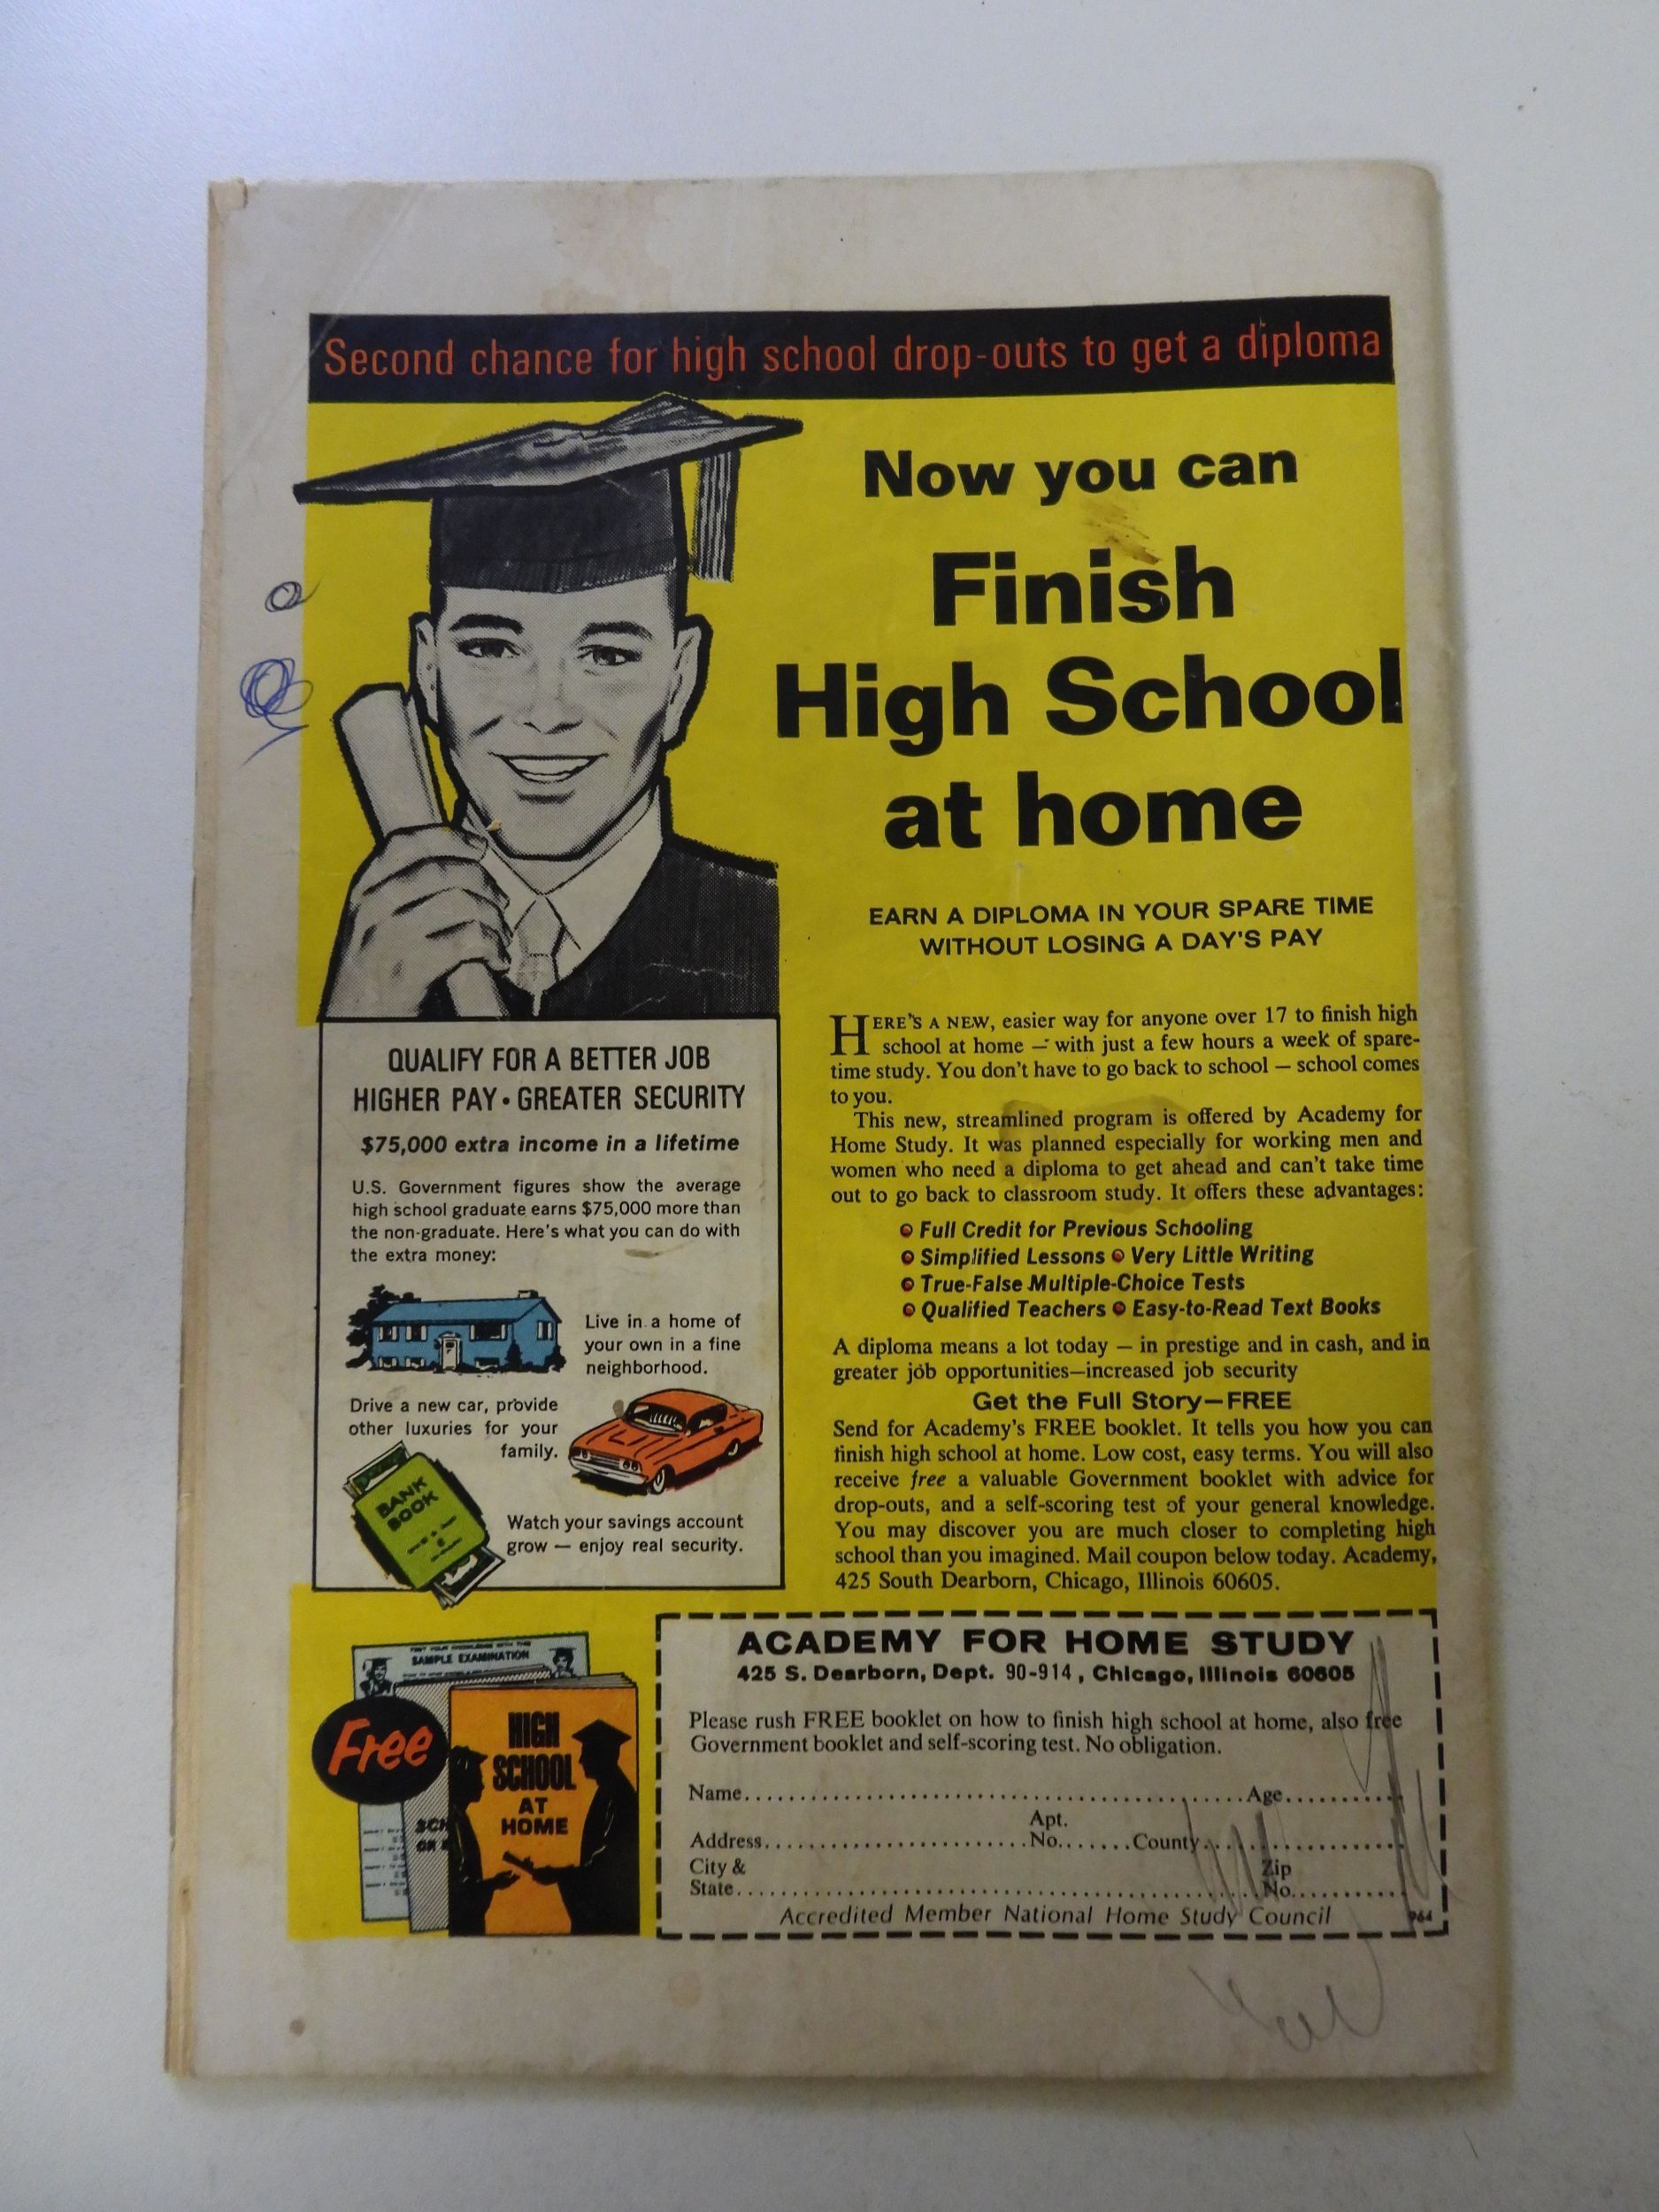 Second chance for high school drop-outs to get a diploma
Now you can
Finish
High School
at home
EARN A DIPLOMA IN YOUR SPARE TIME
WITHOUT LOSING A DAY'S PAY
QUALIFY FOR A BETTER JOB
HIGHER PAY • GREATER SECURITY
$75,000 extra income in a lifetime
U.S. Government figures show the average
high school graduate earns $75,000 more than
the non-graduate. Here's what you can do with
the extra money:
Live in a home of
your own in a fine
neighborhood.
Drive a new car, provide
other luxuries for your
family.
BANK
BOOK
Watch your savings account
grow — enjoy real security.
HERE'S A NEW, easier way for anyone over 17 to finish high
school at home — with just a few hours a week of spare-
time study. You don't have to go back to school — school comes
to you.
This new, streamlined program is offered by Academy for
Home Study. It was planned especially for working men and
women who need a diploma to get ahead and can't take time
out to go back to classroom study. It offers these advantages:
• Full Credit for Previous Schooling
• Simplified Lessons • Very Little Writing
• True-False Multiple-Choice Tests
• Qualified Teachers • Easy-to-Read Text Books
A diploma means a lot today — in prestige and in cash, and in
greater job opportunities—increased job security
Get the Full Story—FREE
Send for Academy's FREE booklet. It tells you how you can
finish high school at home. Low cost, easy terms. You will also
receive free a valuable Government booklet with advice for
drop-outs, and a self-scoring test of your general knowledge.
You may discover you are much closer to completing high
school than you imagined. Mail coupon below today. Academy,
425 South Dearborn, Chicago, Illinois 60605.
TEST YOUR KNOWLEDGE WITH THIS
SAMPLE EXAMINATION
Free
HIGH
SCHOOL
AT
HOME
SCH
OR
ACADEMY FOR HOME STUDY
425 S. Dearborn, Dept. 90-914, Chicago, Illinois 60605
Please rush FREE booklet on how to finish high school at home, also free
Government booklet and self-scoring test. No obligation.
Name..........Age..........
Apt.
Address..........No.......County..........
City & Zip
State..........No..........
Accredited Member National Home Study Council
964